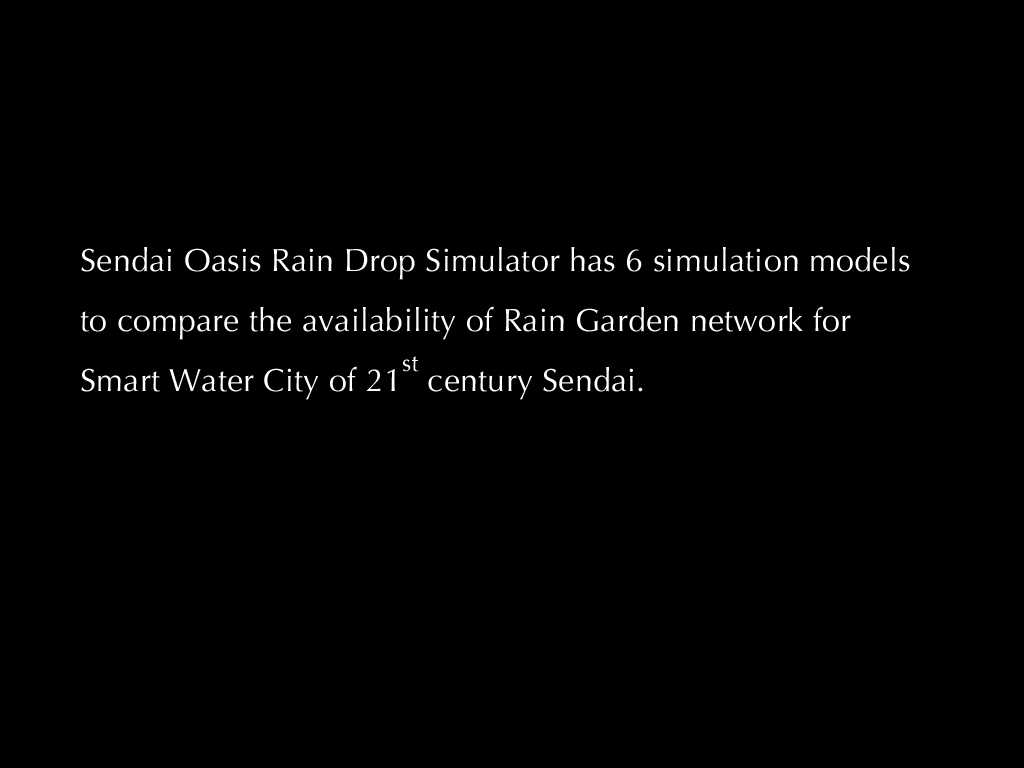 Sendai Oasis Rain Drop Simulator has 6 simulation models
to compare the availability of Rain Garden network for
Smart Water City of 21st century Sendai.